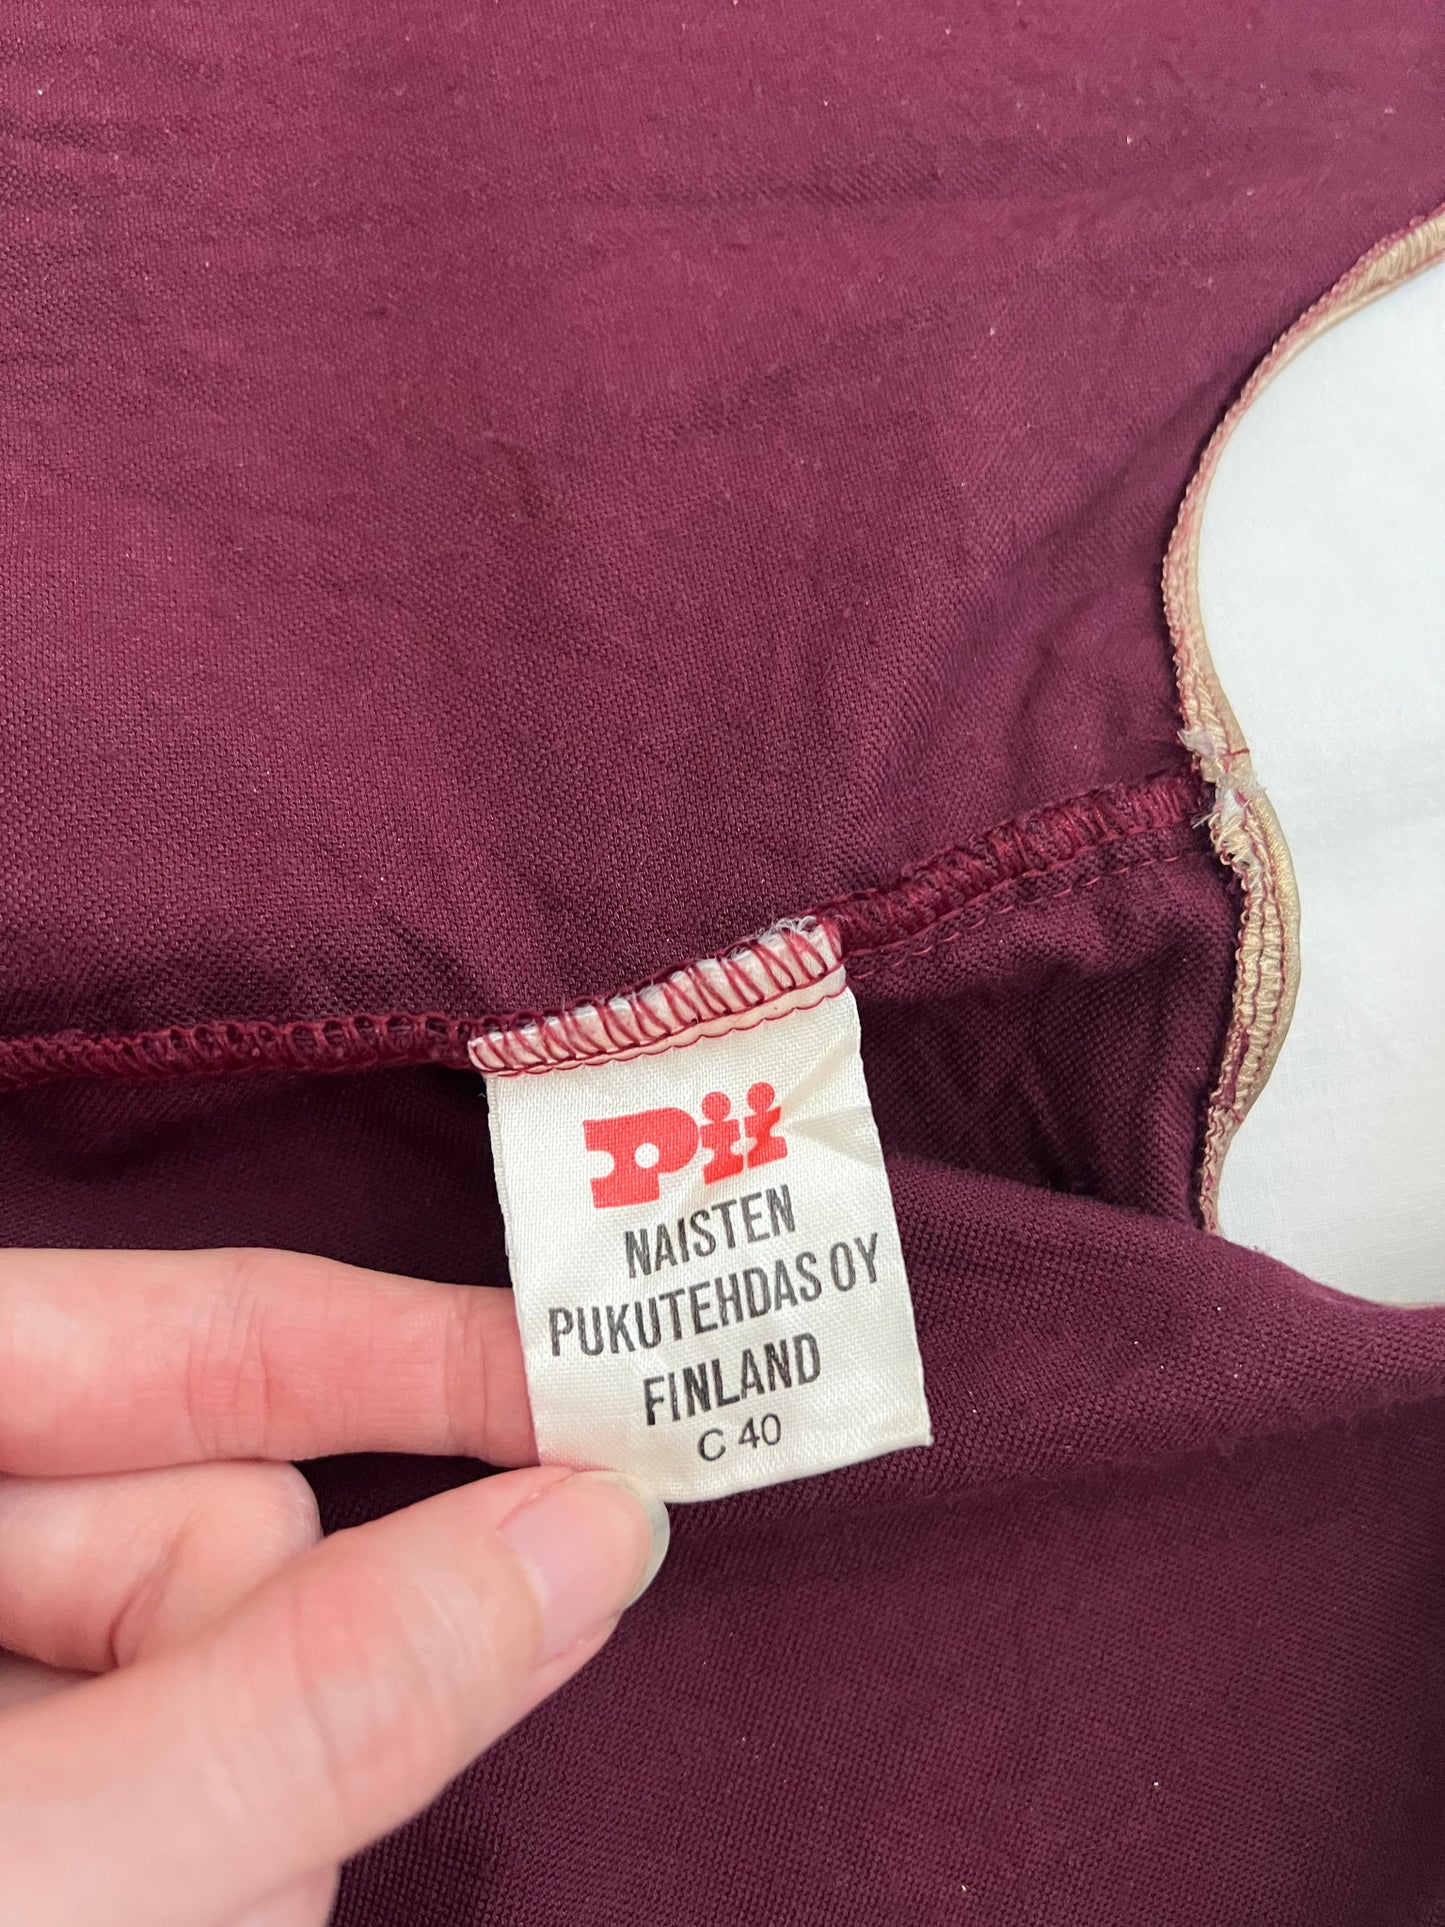 Pii
NAISTEN
PUKUTEHDAS OY
FINLAND
C 40